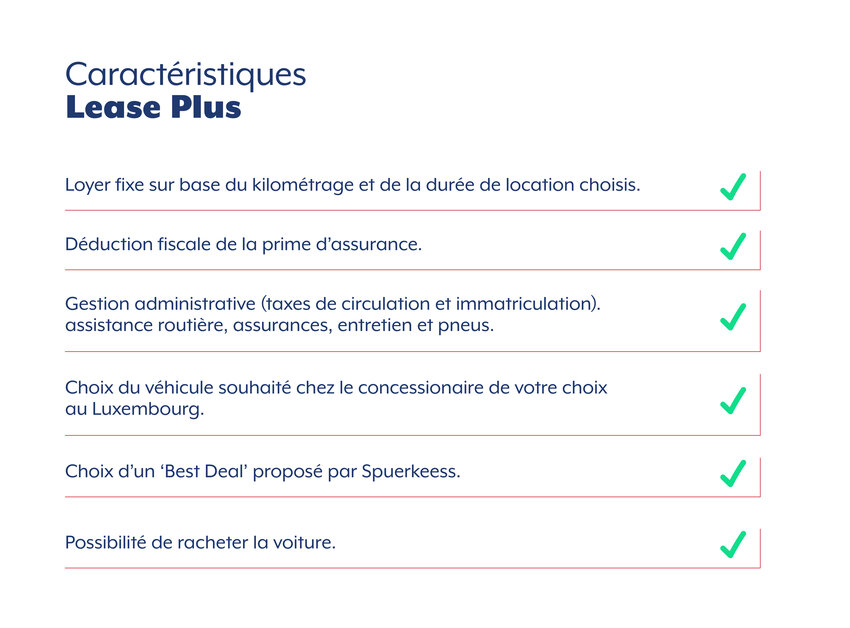 Caractéristiques
Lease Plus
Loyer fixe sur base du kilométrage et de la durée de location choisis.
Déduction fiscale de la prime d’assurance.
Gestion administrative (taxes de circulation et immatriculation).
assistance routière, assurances, entretien et pneus.
Choix du véhicule souhaité chez le concessionaire de votre choix
au Luxembourg.
Choix d’un ‘Best Deal’ proposé par Spuerkeess.
Possibilité de racheter la voiture.